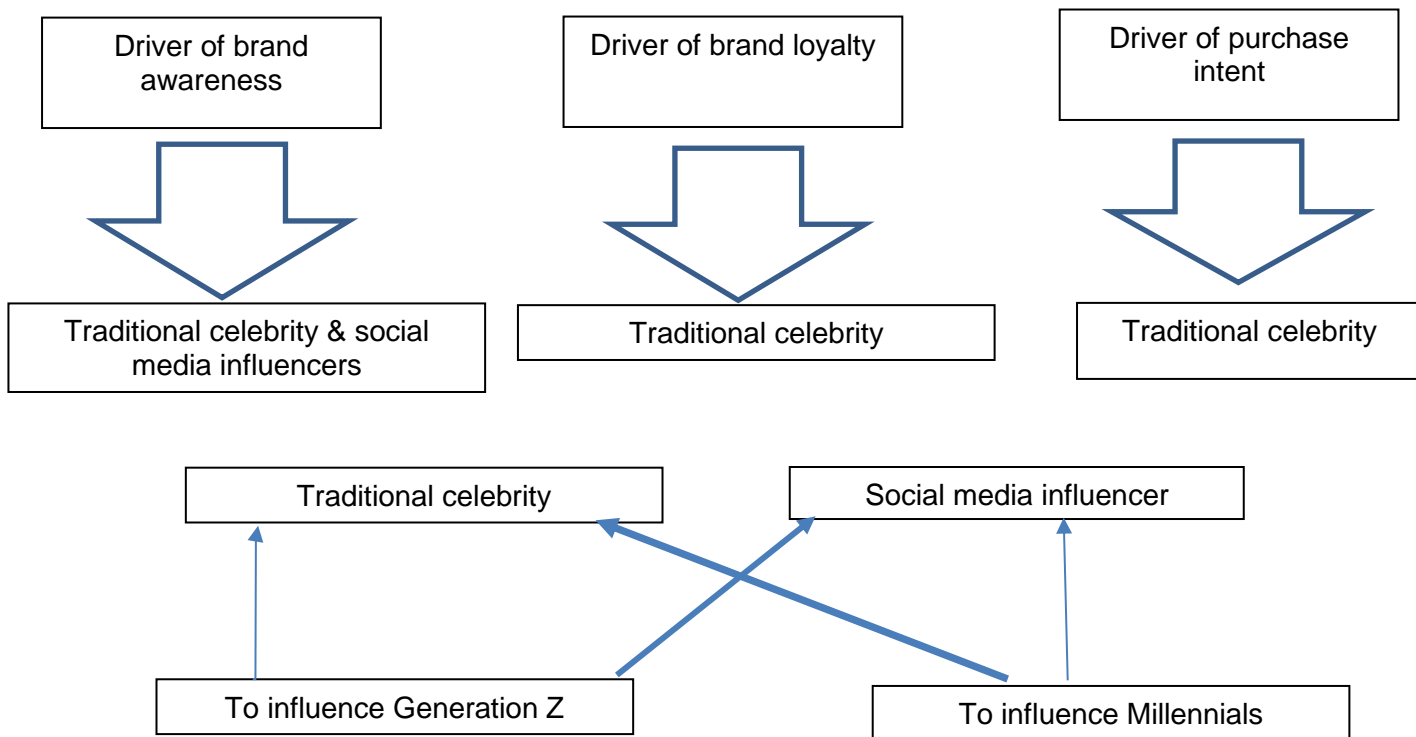 Driver of brand
awareness
Driver of brand loyalty
Driver of purchase
intent
Traditional celebrity & social
media influencers
Traditional celebrity
Traditional celebrity
Traditional celebrity
Social media influencer
To influence Generation Z
To influence Millennials